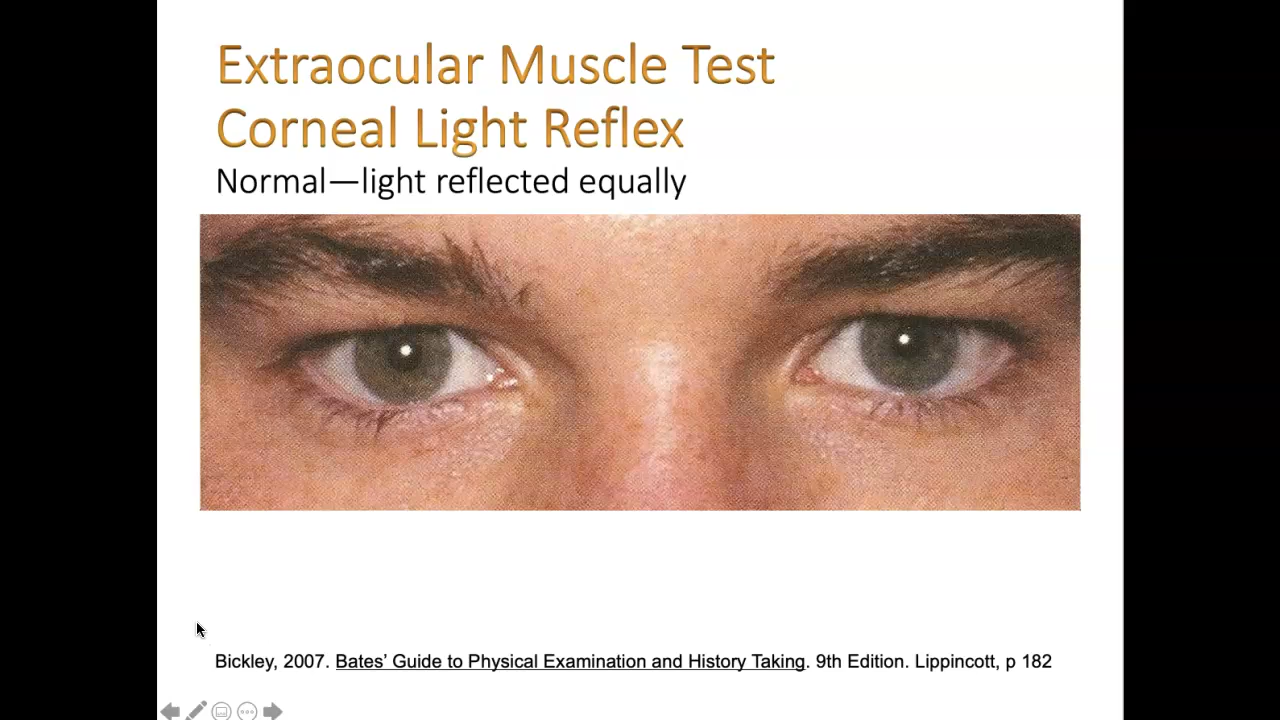 Extraocular Muscle Test
Corneal Light Reflex
Normal—light reflected equally
Bickley, 2007. Bates’ Guide to Physical Examination and History Taking. 9th Edition. Lippincott, p 182